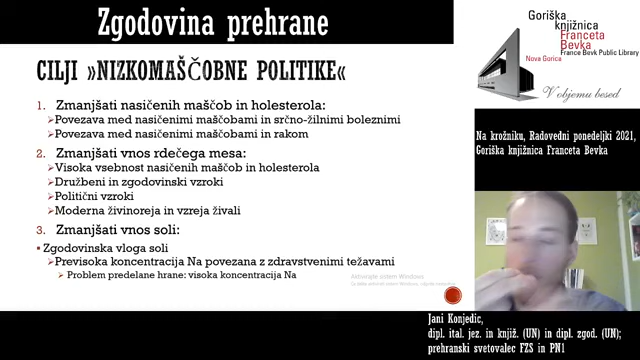 Zgodovina prehrane
CILJI »NIZKOMAŠČOBNE POLITIKE«
1. Zmanjšati nasičenih maščob in holesterola:
➢Povezava med nasičenimi maščobami in srčno-žilnimi boleznimi
➢Povezava med nasičenimi maščobami in rakom
2. Zmanjšati vnos rdečega mesa:
➢Visoka vsebnost nasičenih maščob in holesterola
➢Družbeni in zgodovinski vzroki
➢Politični vzroki
➢Moderna živinoreja in vzreja živali
3. Zmanjšati vnos soli:
▪ Zgodovinska vloga soli
➢Previsoka koncentracija Na povezana z zdravstvenimi težavami
➢Problem predelane hrane: visoka koncentracija Na
Aktivirajte sistem Windows
Goriška
knjižnica
Franceta
Bevka
France Bevk Public Library
Nova Gorica
V objemu besed
Na krožniku, Radovedni ponedeljki 2021,
Goriška knjižnica Franceta Bevka
Jani Konjedic,
dipl. ital. jez. in knjiž. (UN) in dipl. zgod. (UN);
prehranski svetovalec FZS in PN1